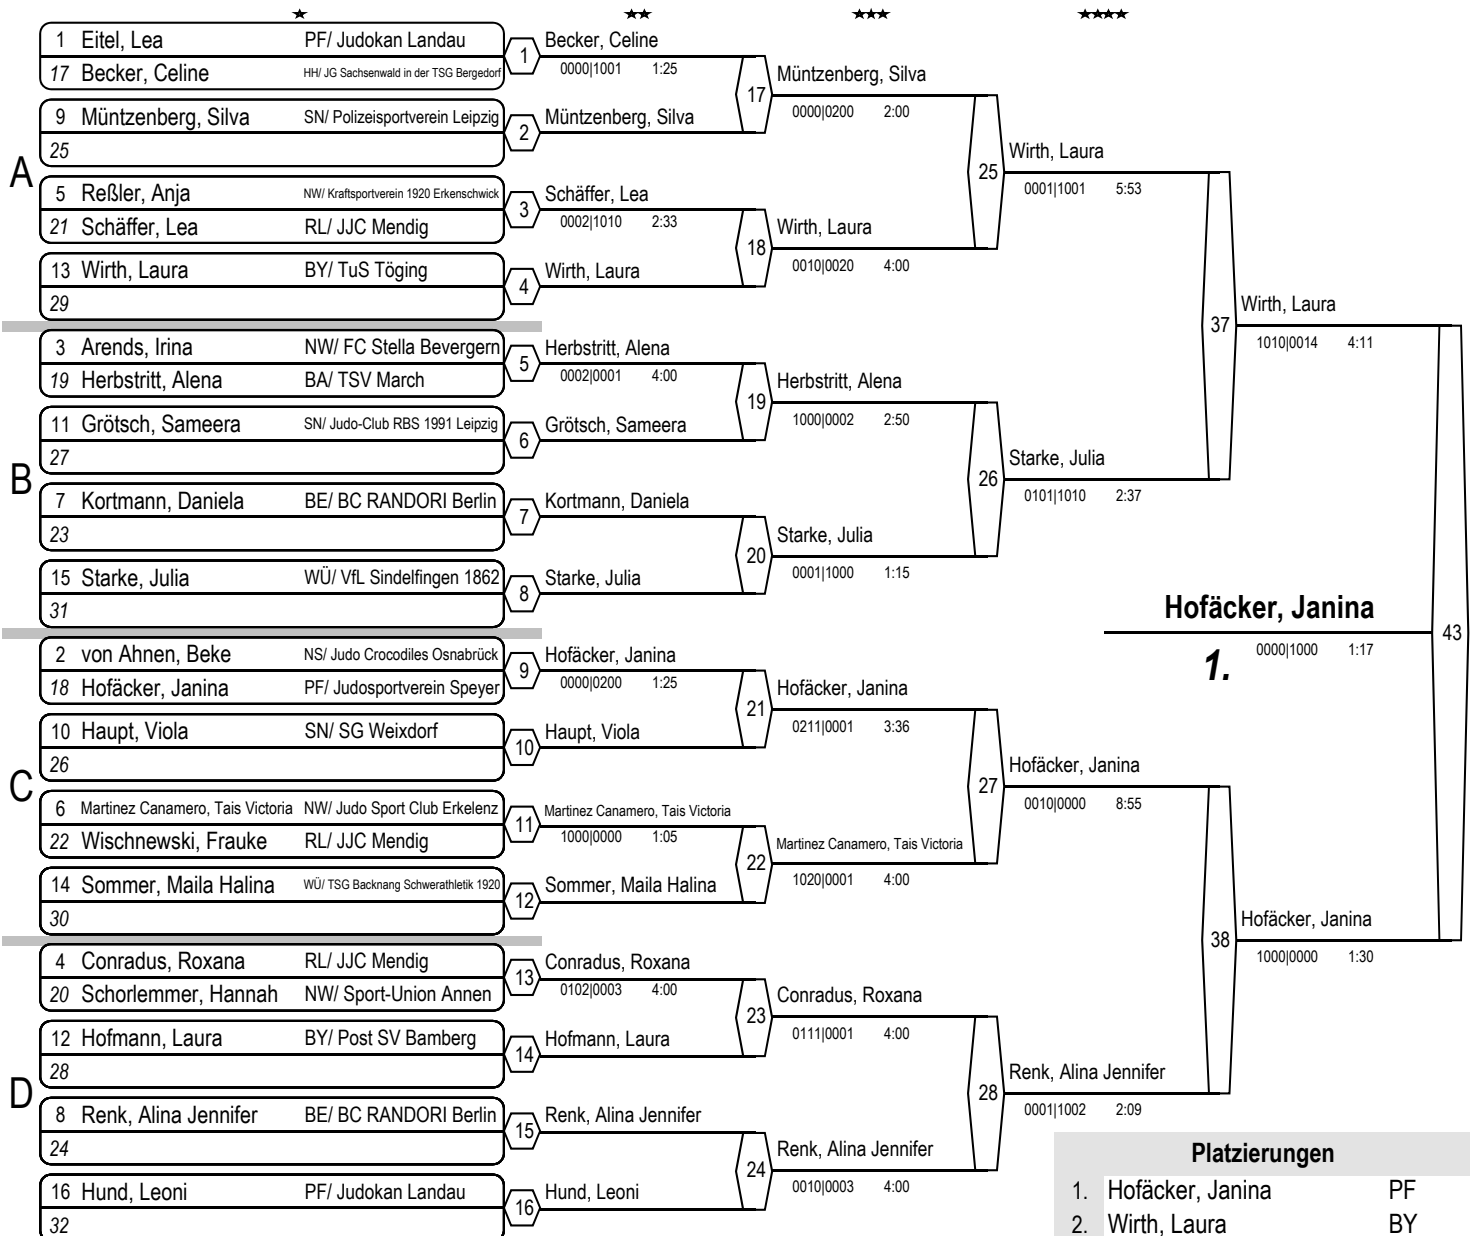 ★ ★★ ★★★ ★★★★
A
1 Eitel, Lea PF/ Judokan Landau
17 Becker, Celine HH/ JG Sachsenwald in der TSG Bergedorf
1
Becker, Celine
0000|1001 1:25
9 Müntzenberg, Silva SN/ Polizeisportverein Leipzig
25
2
Müntzenberg, Silva
5 Reßler, Anja NW/ Kraftsportverein 1920 Erkenschwick
21 Schäffer, Lea RL/ JJC Mendig
3
Schäffer, Lea
0002|1010 2:33
13 Wirth, Laura BY/ TuS Töging
29
4
Wirth, Laura
B
3 Arends, Irina NW/ FC Stella Bevergern
19 Herbstritt, Alena BA/ TSV March
5
Herbstritt, Alena
0002|0001 4:00
11 Grötsch, Sameera SN/ Judo-Club RBS 1991 Leipzig
27
6
Grötsch, Sameera
7 Kortmann, Daniela BE/ BC RANDORI Berlin
23
7
Kortmann, Daniela
15 Starke, Julia WÜ/ VfL Sindelfingen 1862
31
8
Starke, Julia
C
2 von Ahnen, Beke NS/ Judo Crocodiles Osnabrück
18 Hofäcker, Janina PF/ Judosportverein Speyer
9
Hofäcker, Janina
0000|0200 1:25
10 Haupt, Viola SN/ SG Weixdorf
26
10
Haupt, Viola
6 Martinez Canamero, Tais Victoria NW/ Judo Sport Club Erkelenz
22 Wischnewski, Frauke RL/ JJC Mendig
11
Martinez Canamero, Tais Victoria
1000|0000 1:05
14 Sommer, Maila Halina WÜ/ TSG Backnang Schwerathletik 1920
30
12
Sommer, Maila Halina
D
4 Conradus, Roxana RL/ JJC Mendig
20 Schorlemmer, Hannah NW/ Sport-Union Annen
13
Conradus, Roxana
0102|0003 4:00
12 Hofmann, Laura BY/ Post SV Bamberg
28
14
Hofmann, Laura
8 Renk, Alina Jennifer BE/ BC RANDORI Berlin
24
15
Renk, Alina Jennifer
16 Hund, Leoni PF/ Judokan Landau
32
16
Hund, Leoni
17
Müntzenberg, Silva
0000|0200 2:00
18
Wirth, Laura
0010|0020 4:00
19
Herbstritt, Alena
1000|0002 2:50
20
Starke, Julia
0001|1000 1:15
21
Hofäcker, Janina
0211|0001 3:36
22
Martinez Canamero, Tais Victoria
1020|0001 4:00
23
Conradus, Roxana
0111|0001 4:00
24
Renk, Alina Jennifer
0010|0003 4:00
25
Wirth, Laura
0001|1001 5:53
26
Starke, Julia
0101|1010 2:37
27
Hofäcker, Janina
0010|0000 8:55
28
Renk, Alina Jennifer
0001|1002 2:09
37
Wirth, Laura
1010|0014 4:11
38
Hofäcker, Janina
1000|0000 1:30
43
Hofäcker, Janina
1. 0000|1000 1:17
Platzierungen
1. Hofäcker, Janina PF
2. Wirth, Laura BY